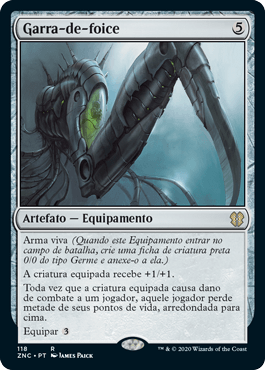 Garra-de-foice 5
Artefato — Equipamento
Arma viva (Quando este Equipamento entrar no
campo de batalha, crie uma ficha de criatura preta
0/0 do tipo Germe e anexe-o a ela.)
A criatura equipada recebe +1/+1.
Toda vez que a criatura equipada causa dano
de combate a um jogador, aquele jogador perde
metade de seus pontos de vida, arredondada para
cima.
Equipar 3
118 R
ZNC • PT JAMES PAICK
™ & © 2020 Wizards of the Coast